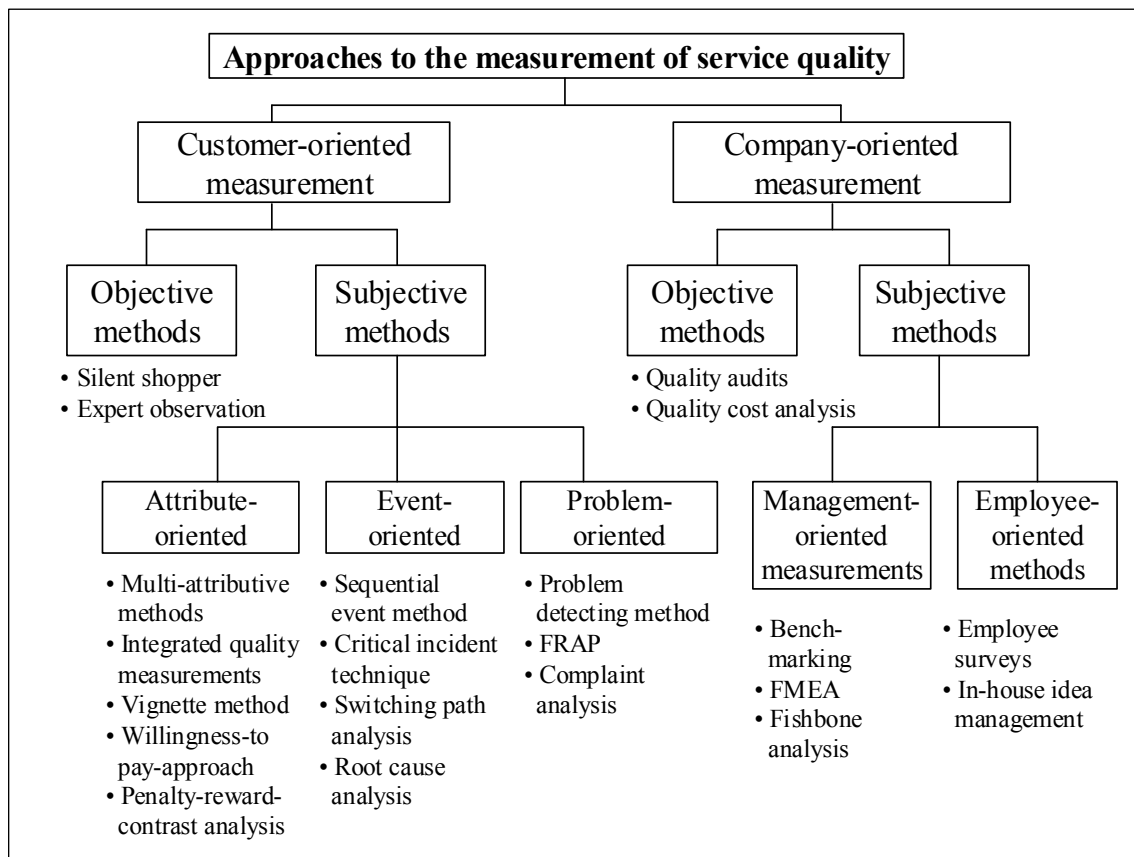 Approaches to the measurement of service quality
Customer-oriented
measurement
Company-oriented
measurement
Objective
methods
Subjective
methods
Objective
methods
Subjective
methods
• Silent shopper
• Expert observation
• Quality audits
• Quality cost analysis
Attribute-
oriented
Event-
oriented
Problem-
oriented
Management-
oriented
measurements
Employee-
oriented
methods
• Multi-attributive
methods
• Integrated quality
measurements
• Vignette method
• Willingness-to
pay-approach
• Penalty-reward-
contrast analysis
• Sequential
event method
• Critical incident
technique
• Switching path
analysis
• Root cause
analysis
• Problem
detecting method
• FRAP
• Complaint
analysis
• Bench-
marking
• FMEA
• Fishbone
analysis
• Employee
surveys
• In-house idea
management